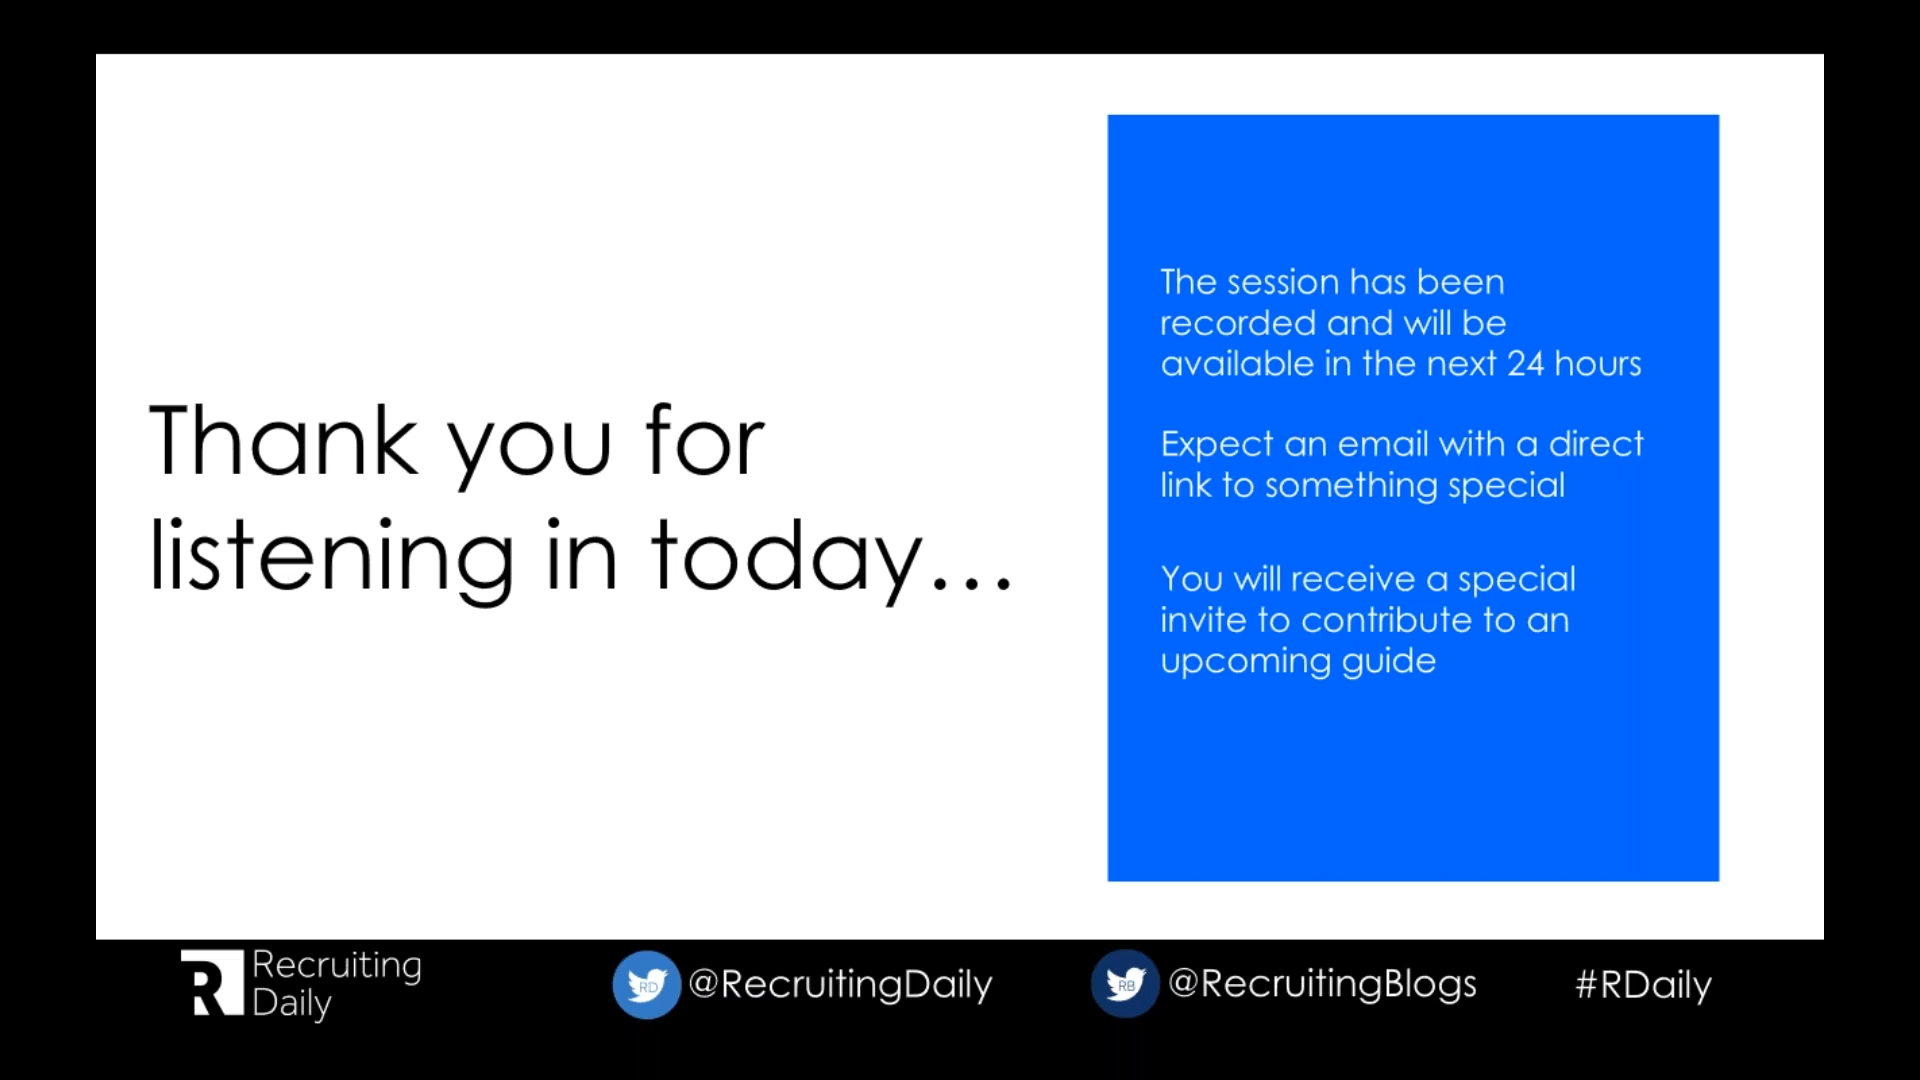 Thank you for
listening in today...
The session has been
recorded and will be
available in the next 24 hours
Expect an email with a direct
link to something special
You will receive a special
invite to contribute to an
upcoming guide
R
Recruiting
Daily
RD
@RecruitingDaily
RB
@RecruitingBlogs
#RDaily